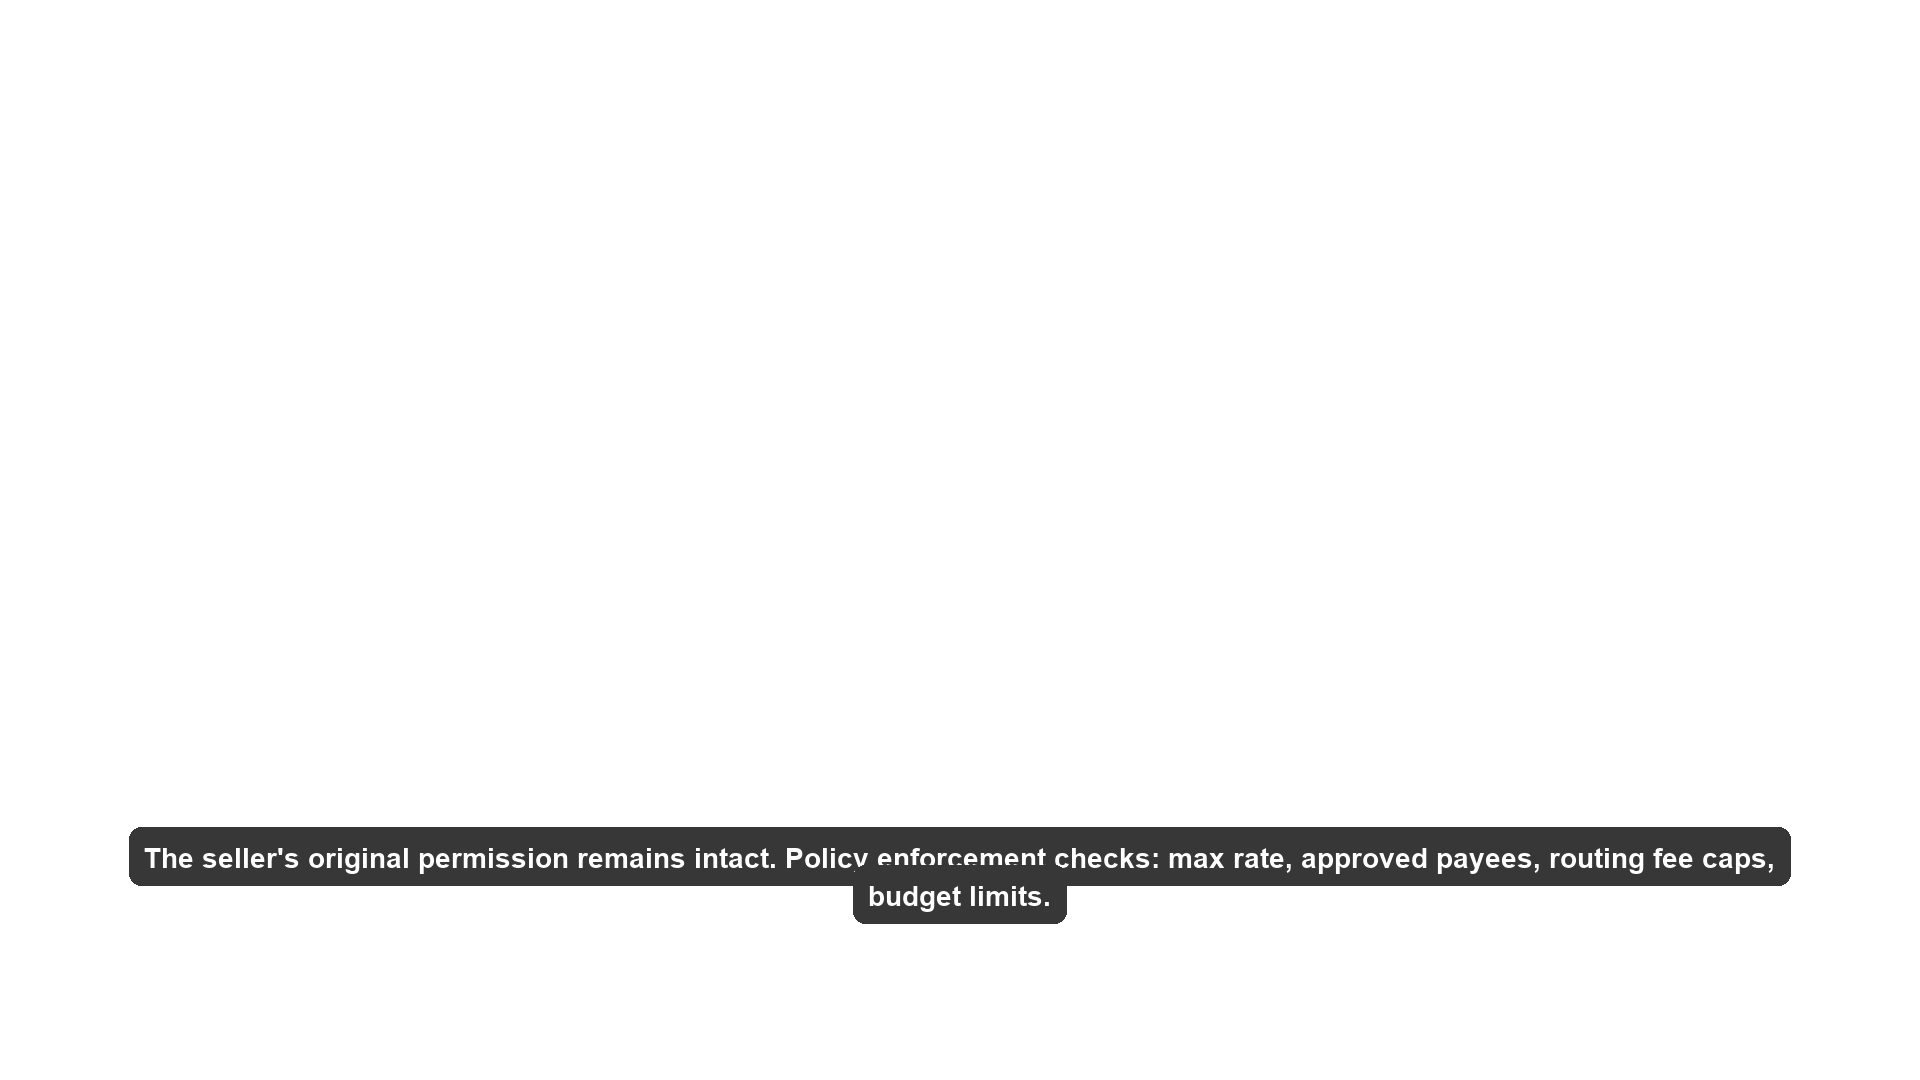 The seller's original permission remains intact. Policy enforcement checks: max rate, approved payees, routing fee caps,
budget limits.